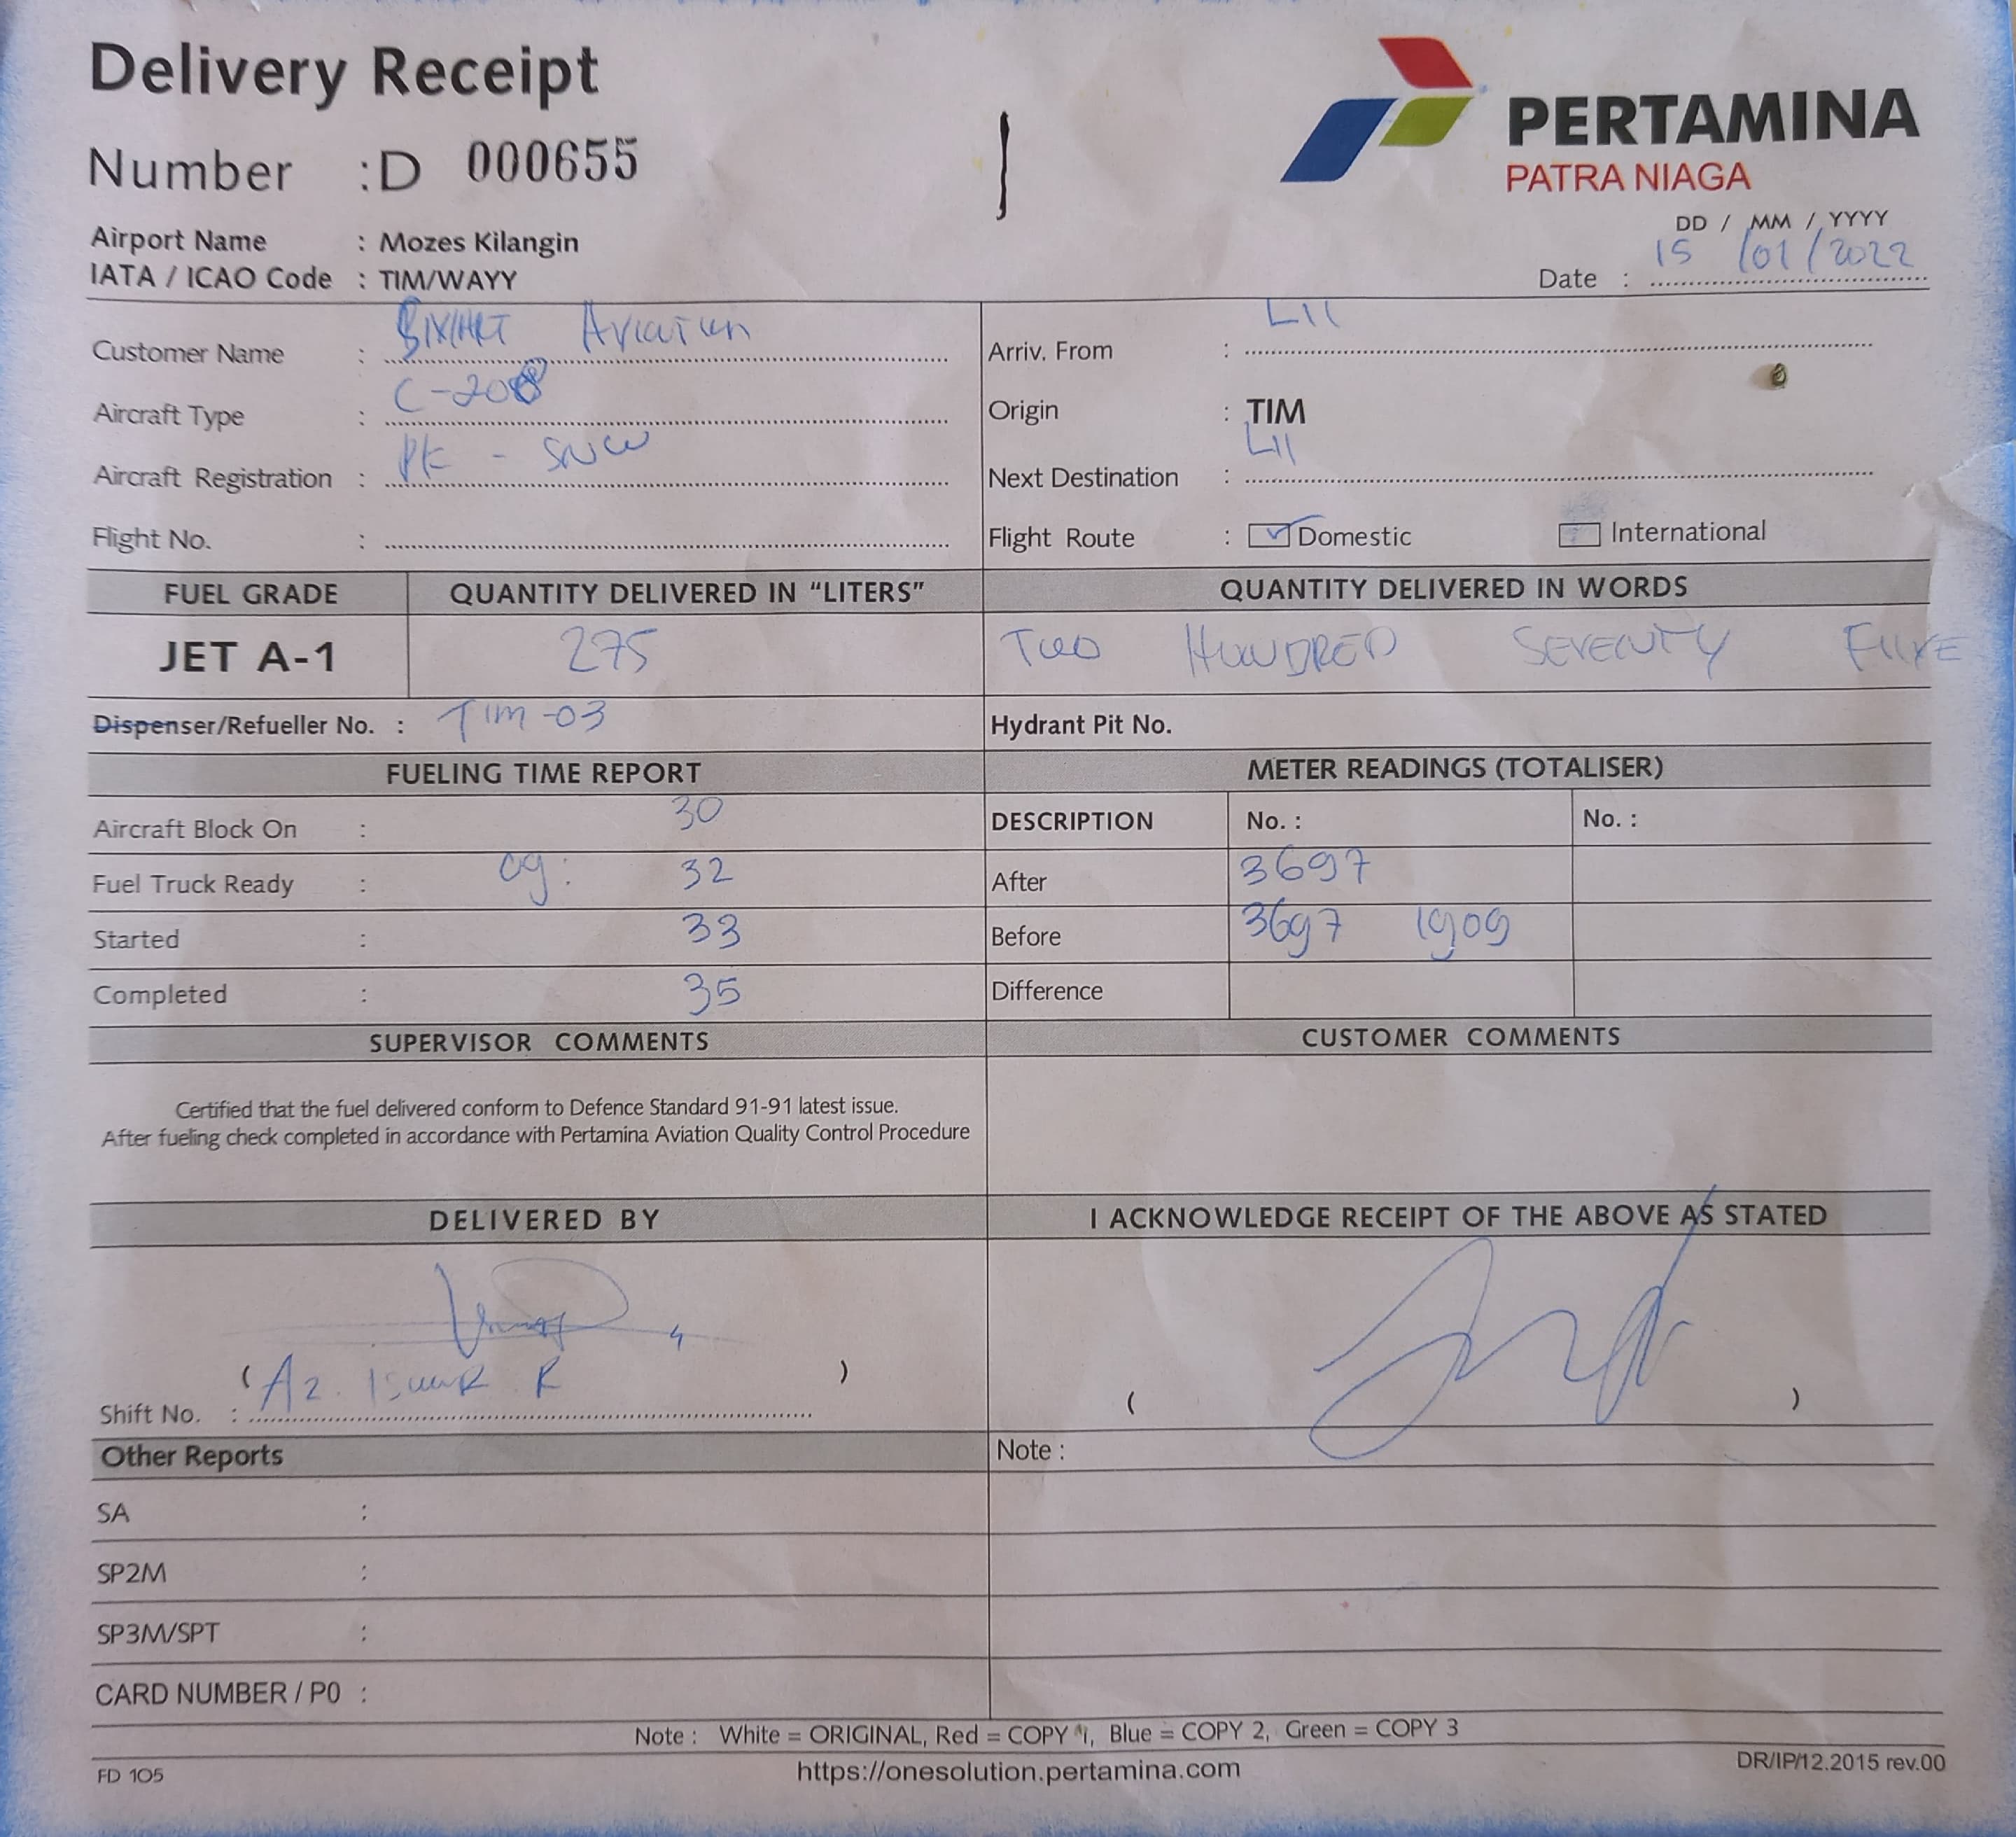 Delivery Receipt
Number : D 000655
PERTAMINA
PATRA NIAGA
Airport Name : Mozes Kilangin
IATA / ICAO Code : TIM/WAYY
DD / MM / YYYY
Date : 15 / 01 / 2022
Customer Name : Aviation
Aircraft Type : C-208
Aircraft Registration : PK - SNW
Flight No. :
Arriv. From : LII
Origin : TIM
Next Destination : LII
Flight Route : Domestic International
FUEL GRADE QUANTITY DELIVERED IN “LITERS” QUANTITY DELIVERED IN WORDS
JET A-1 275 TWO HUNDRED SEVENTY FIIVE
Dispenser/Refueller No. : TIM-03 Hydrant Pit No.
FUELING TIME REPORT METER READINGS (TOTALISER)
Aircraft Block On : 30 DESCRIPTION No. : No. :
Fuel Truck Ready : 09: 32 After 3697
Started : 33 Before 3697 1909
Completed : 35 Difference
SUPERVISOR COMMENTS CUSTOMER COMMENTS
Certified that the fuel delivered conform to Defence Standard 91-91 latest issue.
After fueling check completed in accordance with Pertamina Aviation Quality Control Procedure
DELIVERED BY I ACKNOWLEDGE RECEIPT OF THE ABOVE AS STATED
( ) ( )
Shift No. :
Other Reports Note :
SA :
SP2M :
SP3M/SPT :
CARD NUMBER / P0 :
Note : White = ORIGINAL, Red = COPY 1, Blue = COPY 2, Green = COPY 3
FD 105 https://onesolution.pertamina.com DR/IP/12.2015 rev.00